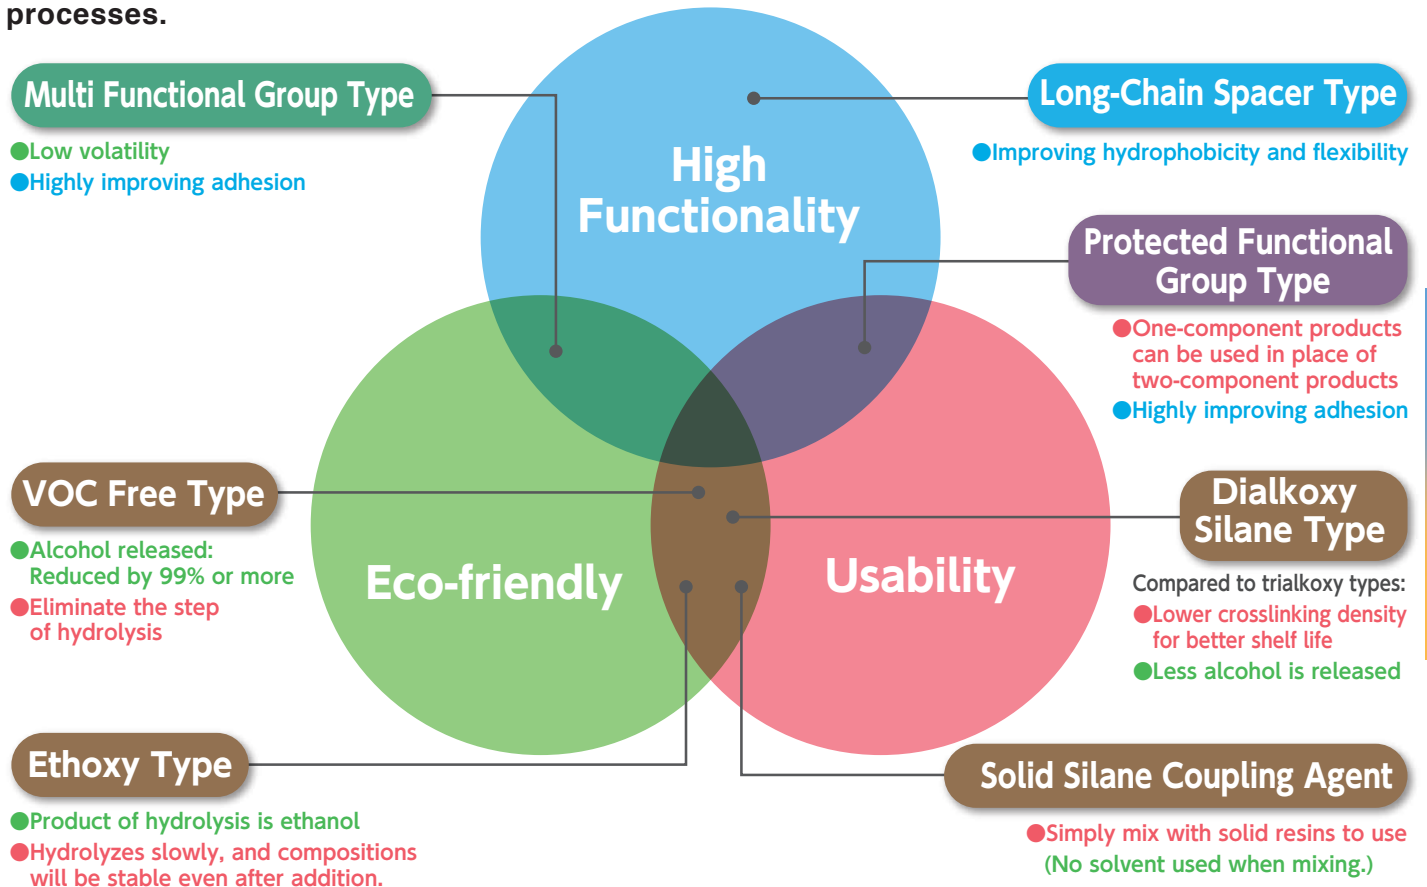 processes.
Multi Functional Group Type
●Low volatility
●Highly improving adhesion
Long-Chain Spacer Type
●Improving hydrophobicity and flexibility
High
Functionality
Protected Functional
Group Type
●One-component products
can be used in place of
two-component products
●Highly improving adhesion
VOC Free Type
●Alcohol released:
Reduced by 99% or more
●Eliminate the step
of hydrolysis
Eco-friendly
Usability
Dialkoxy
Silane Type
Compared to trialkoxy types:
●Lower crosslinking density
for better shelf life
●Less alcohol is released
Ethoxy Type
●Product of hydrolysis is ethanol
●Hydrolyzes slowly, and compositions
will be stable even after addition.
Solid Silane Coupling Agent
●Simply mix with solid resins to use
(No solvent used when mixing.)